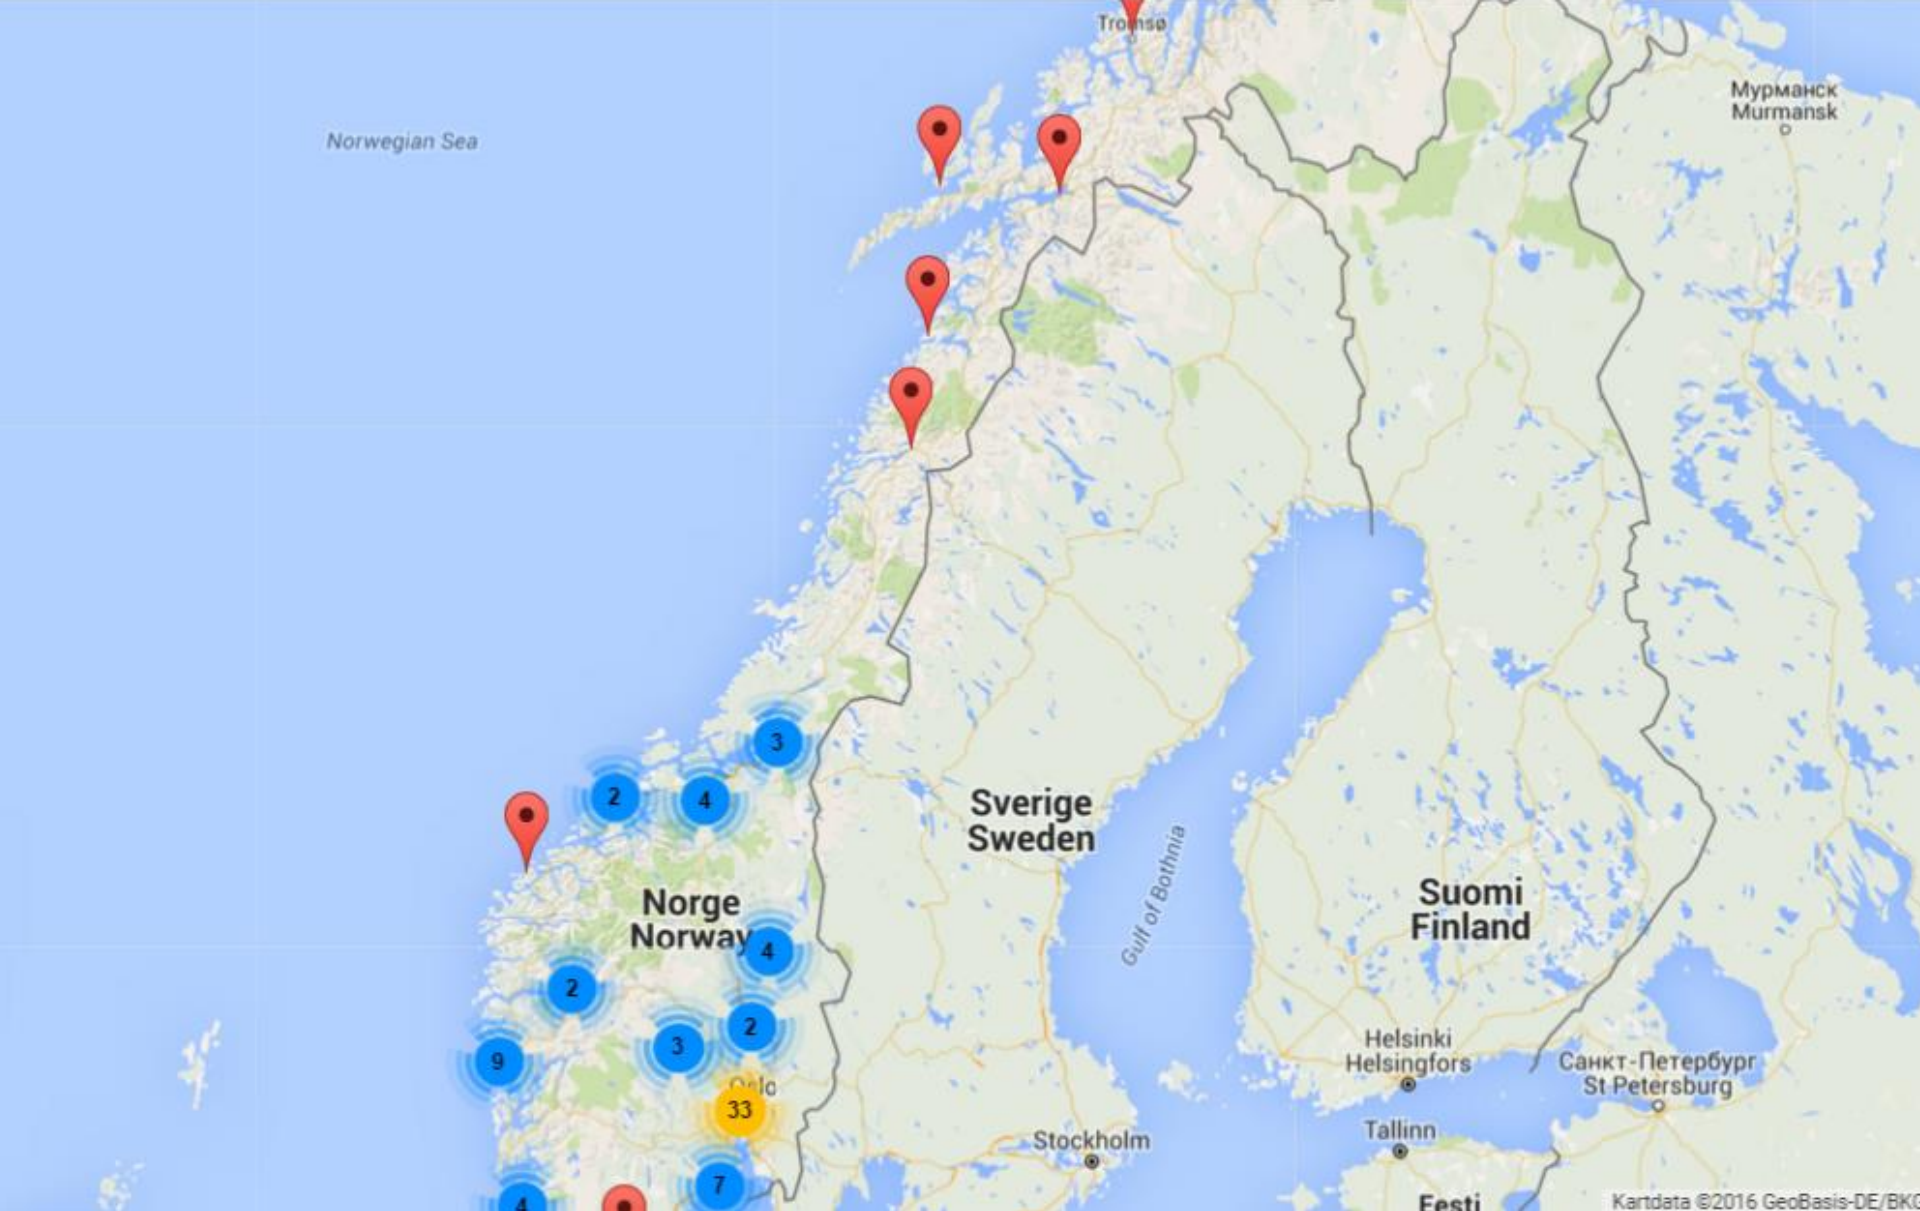 Tromsø
Мурманск
Murmansk
Norwegian Sea
3
2
4
Sverige
Sweden
Gulf of Bothnia
Norge
Norway
4
Suomi
Finland
2
2
3
9
Oslo
33
Helsinki
Helsingfors
Санкт-Петербург
St Petersburg
Stockholm
Tallinn
7
4
Eesti
Kartdata ©2016 GeoBasis-DE/BKG